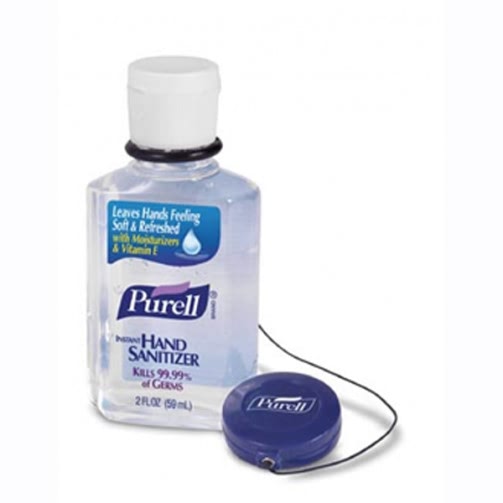 Leaves Hands Feeling
Soft & Refreshed
with Moisturizers
& Vitamin E
Purell
INSTANT HAND
SANITIZER
KILLS 99.99%
of GERMS
2 FL OZ (59 mL)
Purell